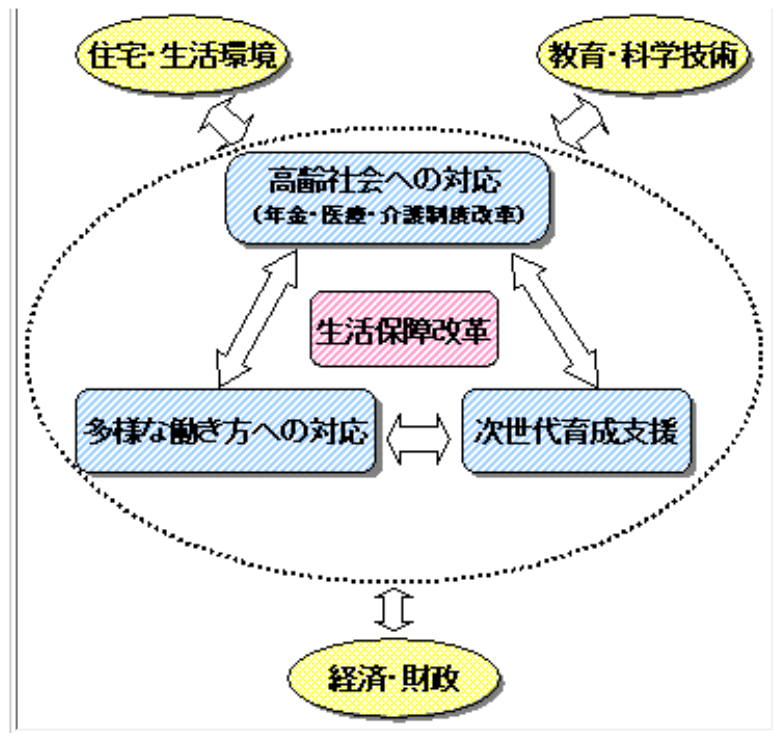 住宅・生活環境
教育・科学技術
高齢社会への対応
（年金・医療・介護制度改革）
生活保障改革
多様な働き方への対応
次世代育成支援
経済・財政